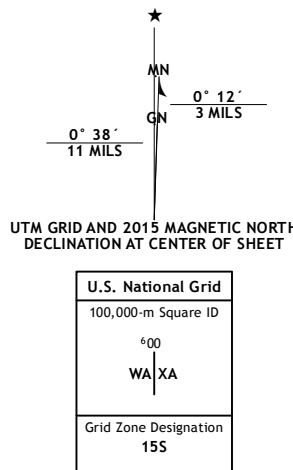 ★
MN
0° 12´
3 MILS
GN
0° 38´
11 MILS
UTM GRID AND 2015 MAGNETIC NORTH
DECLINATION AT CENTER OF SHEET
U.S. National Grid
100,000-m Square ID
⁶00
WA XA
Grid Zone Designation
15S